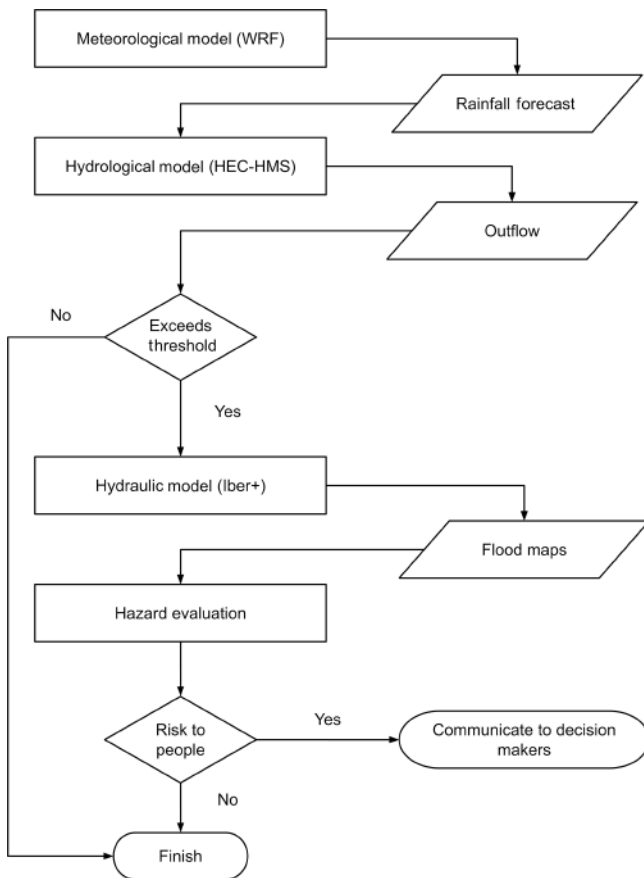 Meteorological model (WRF)
Rainfall forecast
Hydrological model (HEC-HMS)
Outflow
No
Exceeds
threshold
Yes
Hydraulic model (Iber+)
Flood maps
Hazard evaluation
Risk to
people
Yes
Communicate to decision
makers
No
Finish